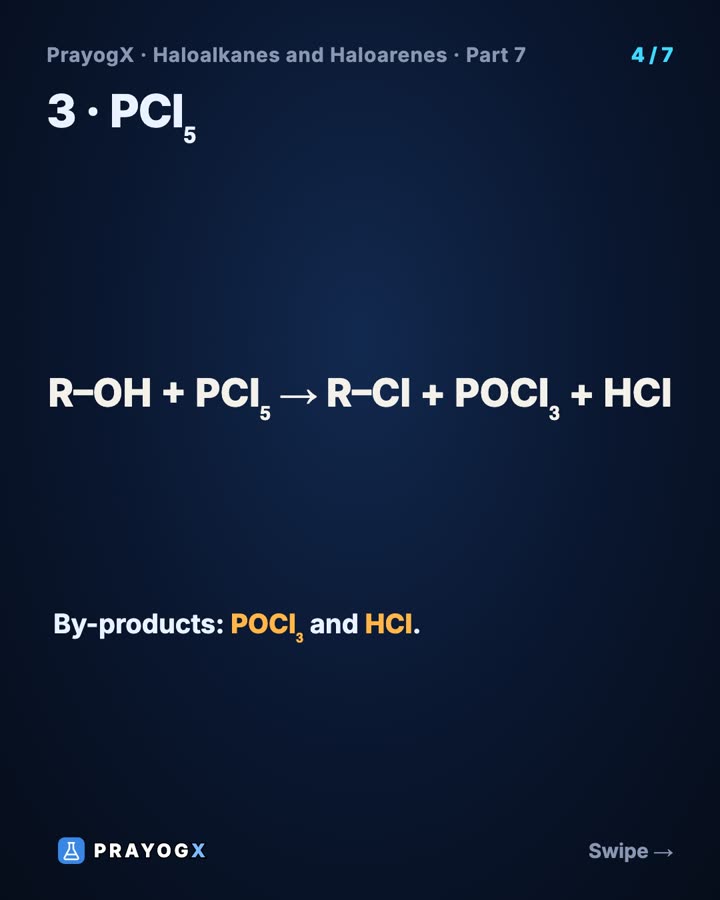 PrayogX · Haloalkanes and Haloarenes · Part 7 4 / 7
3 · PCl₅
R–OH + PCl₅ → R–Cl + POCl₃ + HCl
By-products: POCl₃ and HCl.
PRAYOGX Swipe →